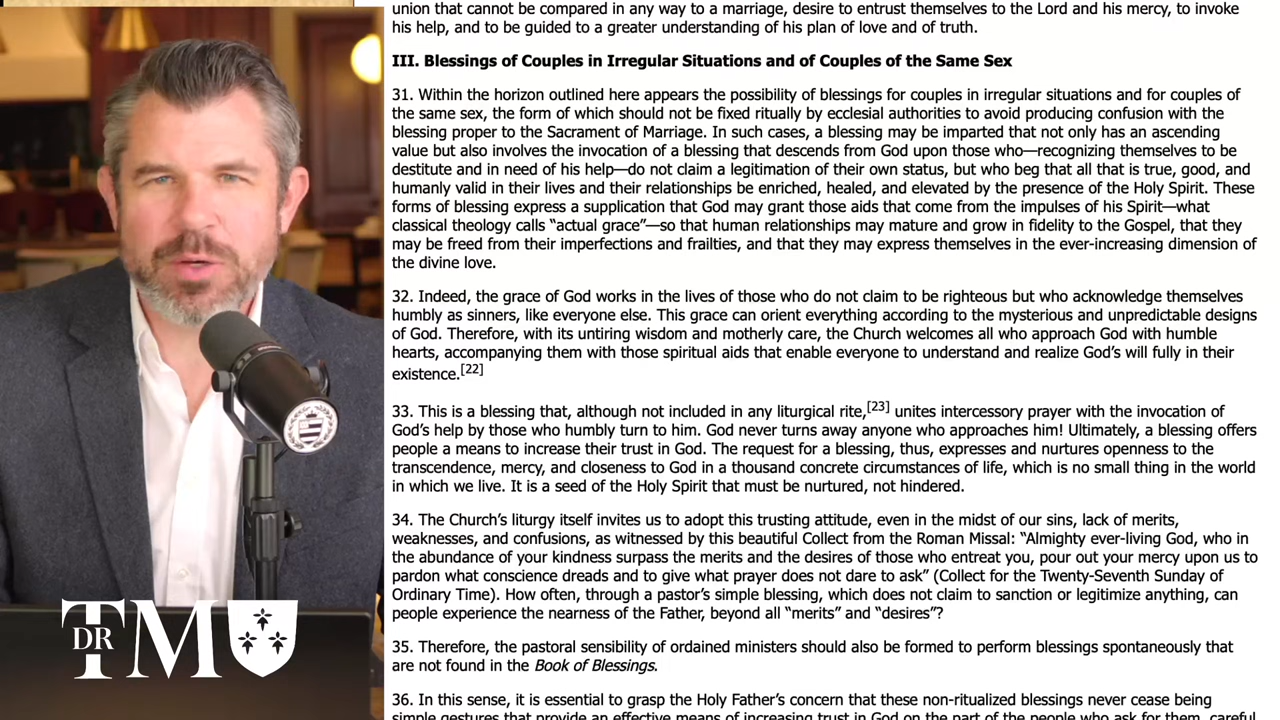 union that cannot be compared in any way to a marriage, desire to entrust themselves to the Lord and his mercy, to invoke
his help, and to be guided to a greater understanding of his plan of love and of truth.
III. Blessings of Couples in Irregular Situations and of Couples of the Same Sex
31. Within the horizon outlined here appears the possibility of blessings for couples in irregular situations and for couples of
the same sex, the form of which should not be fixed ritually by ecclesial authorities to avoid producing confusion with the
blessing proper to the Sacrament of Marriage. In such cases, a blessing may be imparted that not only has an ascending
value but also involves the invocation of a blessing that descends from God upon those who—recognizing themselves to be
destitute and in need of his help—do not claim a legitimation of their own status, but who beg that all that is true, good, and
humanly valid in their lives and their relationships be enriched, healed, and elevated by the presence of the Holy Spirit. These
forms of blessing express a supplication that God may grant those aids that come from the impulses of his Spirit—what
classical theology calls “actual grace”—so that human relationships may mature and grow in fidelity to the Gospel, that they
may be freed from their imperfections and frailties, and that they may express themselves in the ever-increasing dimension of
the divine love.
32. Indeed, the grace of God works in the lives of those who do not claim to be righteous but who acknowledge themselves
humbly as sinners, like everyone else. This grace can orient everything according to the mysterious and unpredictable designs
of God. Therefore, with its untiring wisdom and motherly care, the Church welcomes all who approach God with humble
hearts, accompanying them with those spiritual aids that enable everyone to understand and realize God’s will fully in their
existence.[22]
33. This is a blessing that, although not included in any liturgical rite,[23] unites intercessory prayer with the invocation of
God’s help by those who humbly turn to him. God never turns away anyone who approaches him! Ultimately, a blessing offers
people a means to increase their trust in God. The request for a blessing, thus, expresses and nurtures openness to the
transcendence, mercy, and closeness to God in a thousand concrete circumstances of life, which is no small thing in the world
in which we live. It is a seed of the Holy Spirit that must be nurtured, not hindered.
34. The Church’s liturgy itself invites us to adopt this trusting attitude, even in the midst of our sins, lack of merits,
weaknesses, and confusions, as witnessed by this beautiful Collect from the Roman Missal: “Almighty ever-living God, who in
the abundance of your kindness surpass the merits and the desires of those who entreat you, pour out your mercy upon us to
pardon what conscience dreads and to give what prayer does not dare to ask” (Collect for the Twenty-Seventh Sunday of
Ordinary Time). How often, through a pastor’s simple blessing, which does not claim to sanction or legitimize anything, can
people experience the nearness of the Father, beyond all “merits” and “desires”?
35. Therefore, the pastoral sensibility of ordained ministers should also be formed to perform blessings spontaneously that
are not found in the Book of Blessings.
36. In this sense, it is essential to grasp the Holy Father’s concern that these non-ritualized blessings never cease being
simple gestures that provide an effective means of increasing trust in God on the part of the people who ask for them, careful
DR TM